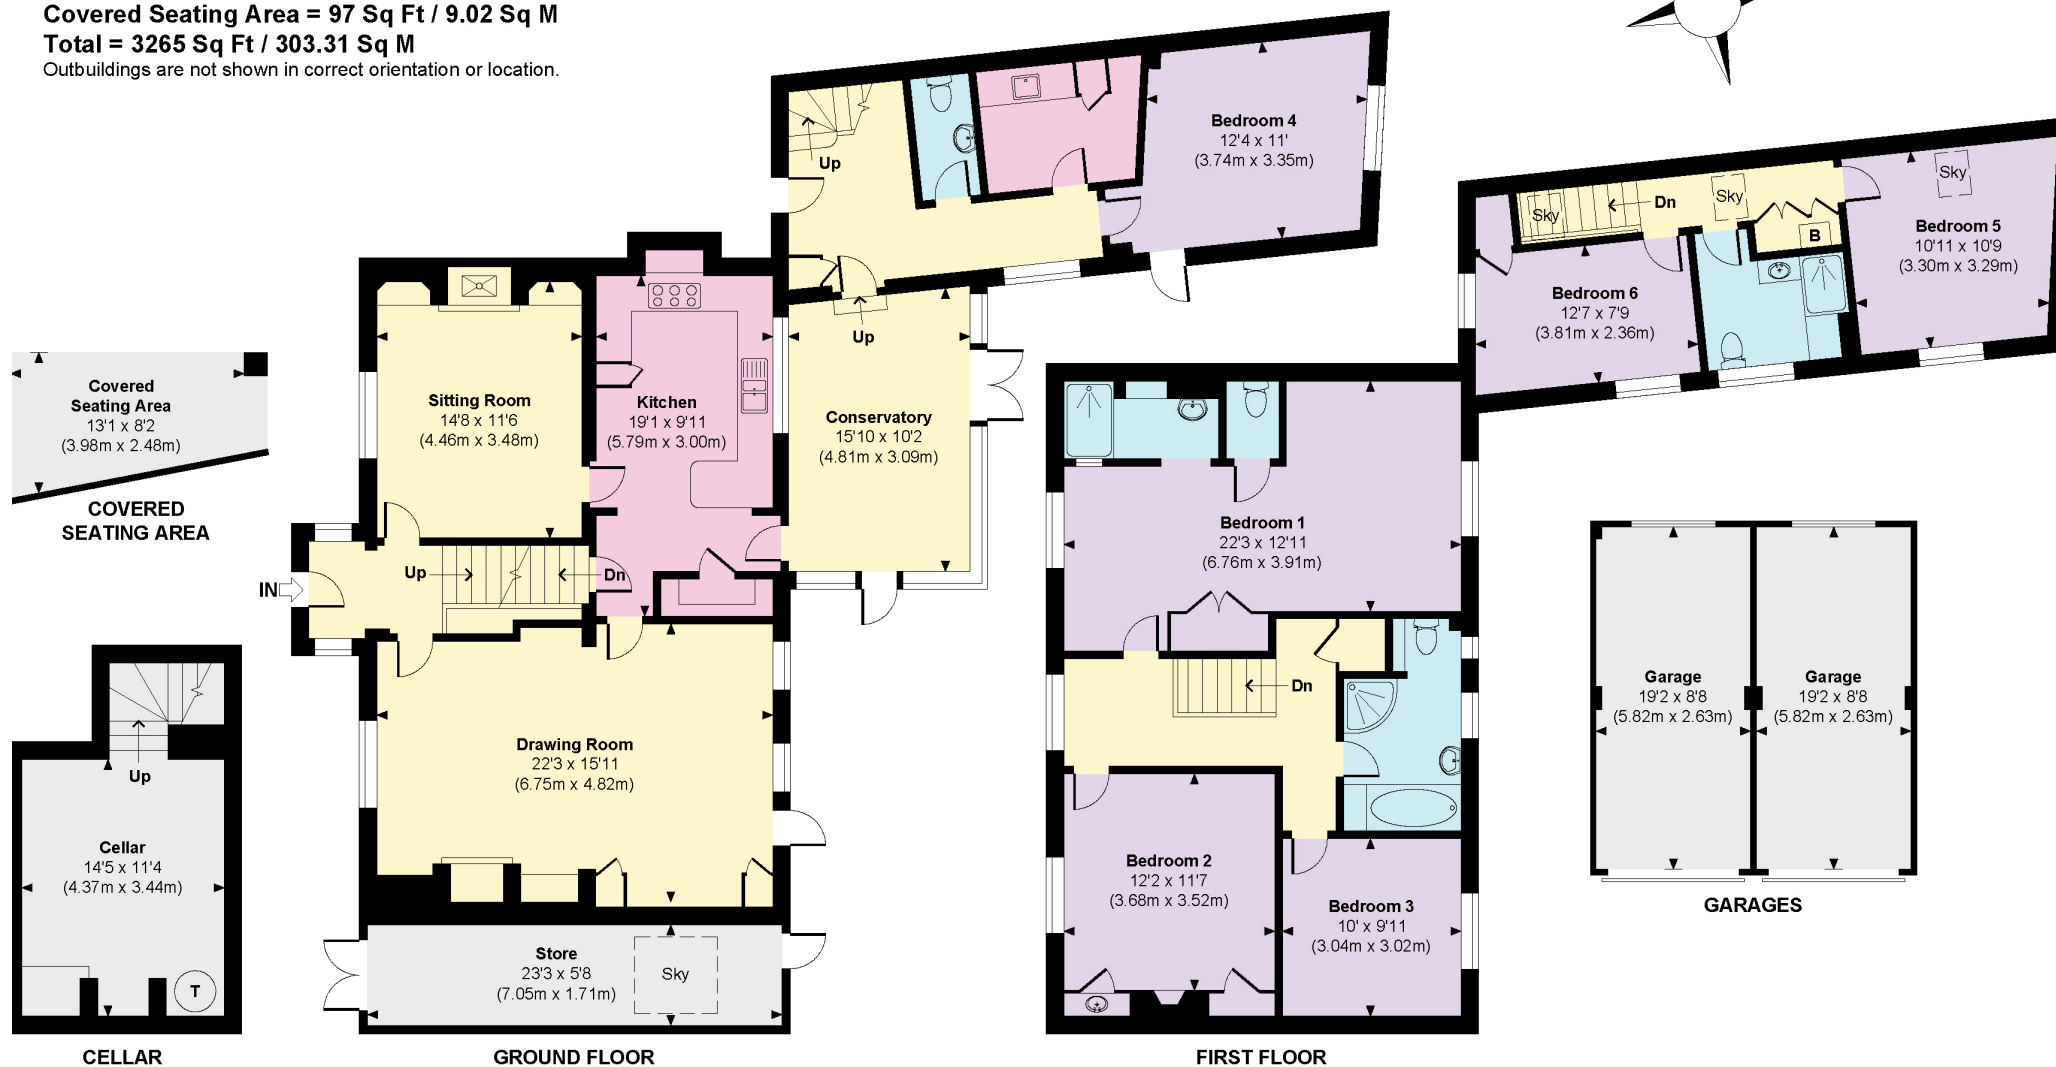 Covered Seating Area = 97 Sq Ft / 9.02 Sq M
Total = 3265 Sq Ft / 303.31 Sq M
Outbuildings are not shown in correct orientation or location.
Up
Bedroom 4
12'4 x 11'
(3.74m x 3.35m)
Sky
Dn
Sky
Sky
B
Bedroom 5
10'11 x 10'9
(3.30m x 3.29m)
Bedroom 6
12'7 x 7'9
(3.81m x 2.36m)
Covered
Seating Area
13'1 x 8'2
(3.98m x 2.48m)
COVERED
SEATING AREA
Sitting Room
14'8 x 11'6
(4.46m x 3.48m)
Kitchen
19'1 x 9'11
(5.79m x 3.00m)
Up
Conservatory
15'10 x 10'2
(4.81m x 3.09m)
IN
Up
Dn
Drawing Room
22'3 x 15'11
(6.75m x 4.82m)
Store
23'3 x 5'8
(7.05m x 1.71m)
Sky
GROUND FLOOR
Up
Cellar
14'5 x 11'4
(4.37m x 3.44m)
T
CELLAR
Bedroom 1
22'3 x 12'11
(6.76m x 3.91m)
Dn
Bedroom 2
12'2 x 11'7
(3.68m x 3.52m)
Bedroom 3
10' x 9'11
(3.04m x 3.02m)
FIRST FLOOR
Garage
19'2 x 8'8
(5.82m x 2.63m)
Garage
19'2 x 8'8
(5.82m x 2.63m)
GARAGES